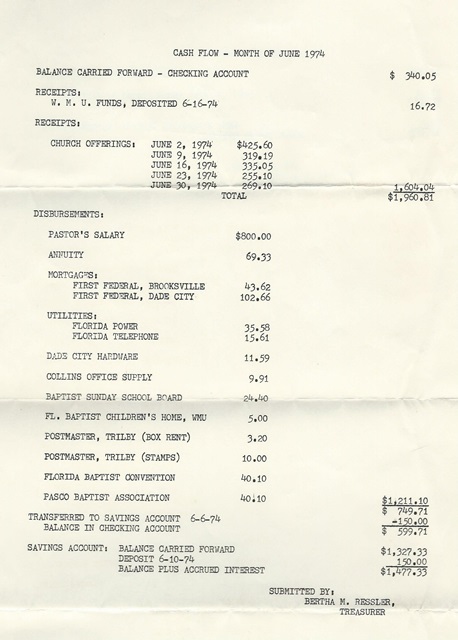 CASH FLOW - MONTH OF JUNE 1974
BALANCE CARRIED FORWARD - CHECKING ACCOUNT $ 340.05
RECEIPTS:
W. M. U. FUNDS, DEPOSITED 6-16-74 16.72
RECEIPTS:
CHURCH OFFERINGS: JUNE 2, 1974 $425.60
JUNE 9, 1974 319.19
JUNE 16, 1974 335.05
JUNE 23, 1974 255.10
JUNE 30, 1974 269.10 1,604.04
TOTAL $1,960.81
DISBURSEMENTS:
PASTOR'S SALARY $800.00
ANNUITY 69.33
MORTGAGES:
FIRST FEDERAL, BROOKSVILLE 43.62
FIRST FEDERAL, DADE CITY 102.66
UTILITIES:
FLORIDA POWER 35.58
FLORIDA TELEPHONE 15.61
DADE CITY HARDWARE 11.59
COLLINS OFFICE SUPPLY 9.91
BAPTIST SUNDAY SCHOOL BOARD 24.40
FL. BAPTIST CHILDREN'S HOME, WMU 5.00
POSTMASTER, TRILBY (BOX RENT) 3.20
POSTMASTER, TRILBY (STAMPS) 10.00
FLORIDA BAPTIST CONVENTION 40.10
PASCO BAPTIST ASSOCIATION 40.10 $1,211.10
$ 749.71
TRANSFERRED TO SAVINGS ACCOUNT 6-6-74 -150.00
BALANCE IN CHECKING ACCOUNT $ 599.71
SAVINGS ACCOUNT: BALANCE CARRIED FORWARD $1,327.33
DEPOSIT 6-10-74 150.00
BALANCE PLUS ACCRUED INTEREST $1,477.33
SUBMITTED BY:
BERTHA M. RESSLER,
TREASURER